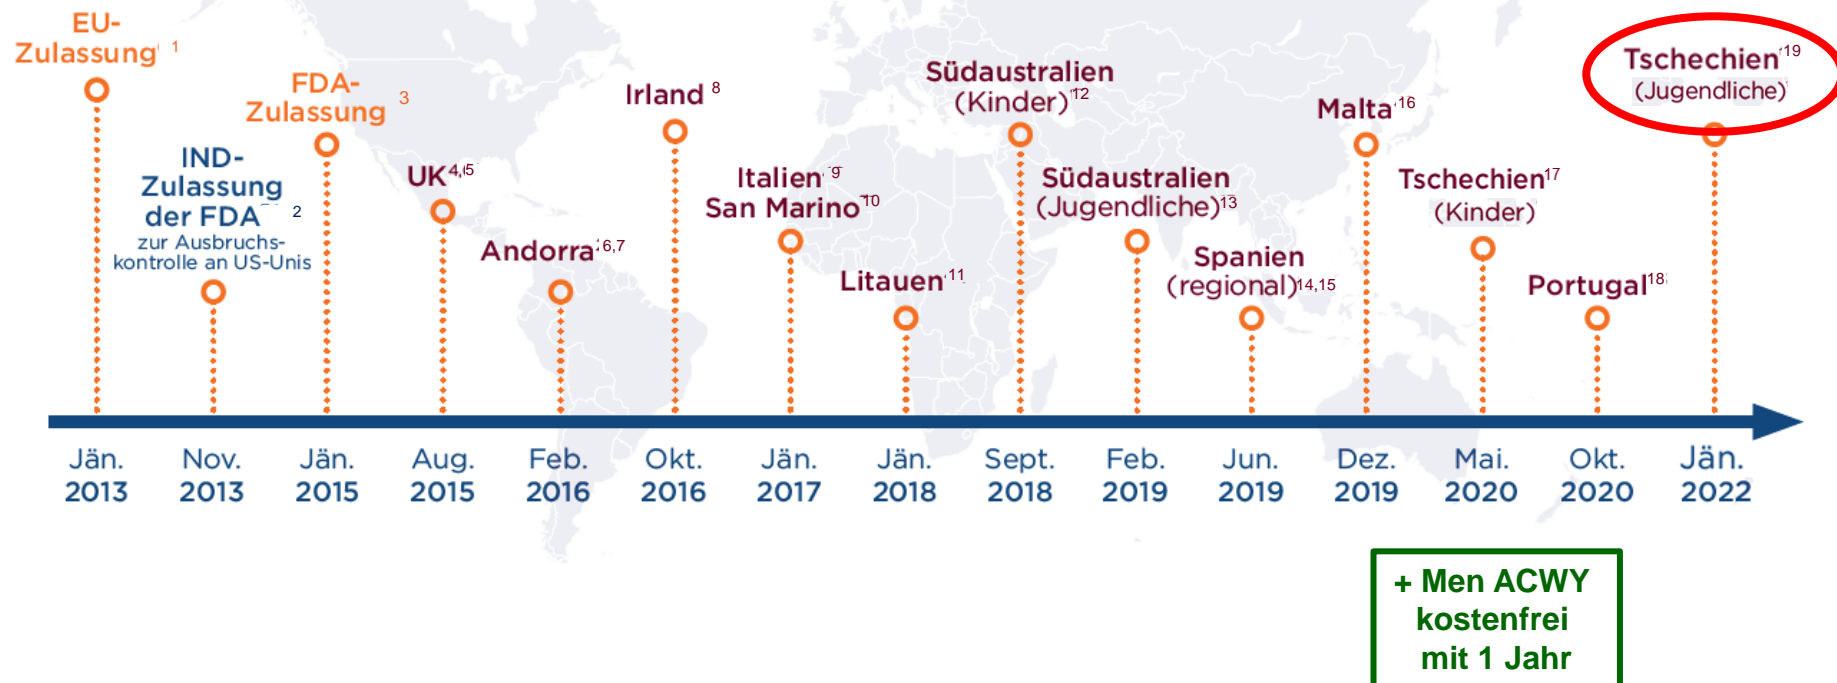 EU-
Zulassung 1
IND-
Zulassung
der FDA 2
zur Ausbruchs-
kontrolle an US-Unis
FDA-
Zulassung 3
UK 4,5
Andorra 6,7
Irland 8
Italien 9
San Marino 10
Litauen 11
Südaustralien
(Kinder) 12
Südaustralien
(Jugendliche) 13
Spanien
(regional) 14,15
Malta 16
Tschechien 17
(Kinder)
Portugal 18
Tschechien 19
(Jugendliche)
Jän.
2013
Nov.
2013
Jän.
2015
Aug.
2015
Feb.
2016
Okt.
2016
Jän.
2017
Jän.
2018
Sept.
2018
Feb.
2019
Jun.
2019
Dez.
2019
Mai.
2020
Okt.
2020
Jän.
2022
+ Men ACWY
kostenfrei
mit 1 Jahr